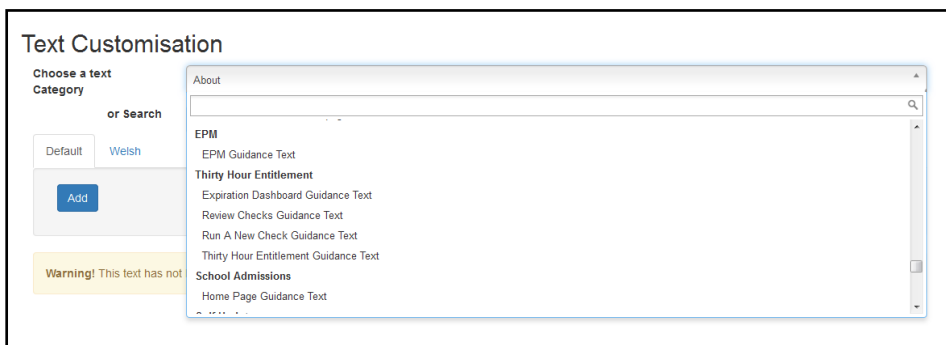 Text Customisation
Choose a text
Category
About
or Search
Default Welsh
Add
Warning! This text has not
EPM
EPM Guidance Text
Thirty Hour Entitlement
Expiration Dashboard Guidance Text
Review Checks Guidance Text
Run A New Check Guidance Text
Thirty Hour Entitlement Guidance Text
School Admissions
Home Page Guidance Text